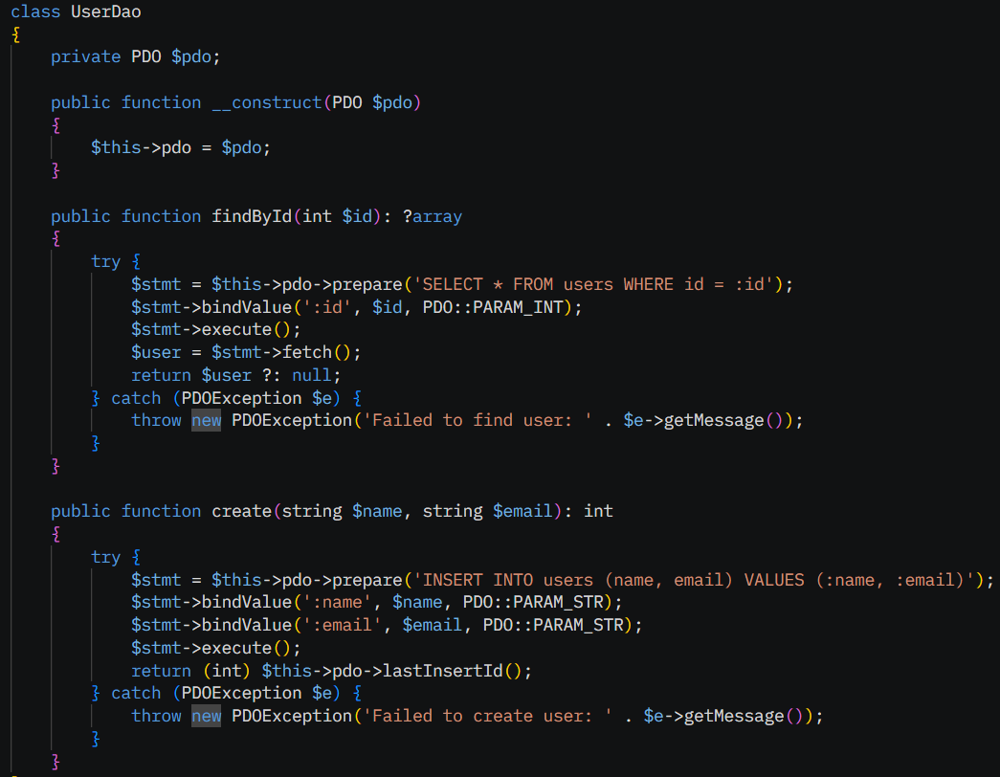 class UserDao
{
    private PDO $pdo;

    public function __construct(PDO $pdo)
    {
        $this->pdo = $pdo;
    }

    public function findById(int $id): ?array
    {
        try {
            $stmt = $this->pdo->prepare('SELECT * FROM users WHERE id = :id');
            $stmt->bindValue(':id', $id, PDO::PARAM_INT);
            $stmt->execute();
            $user = $stmt->fetch();
            return $user ?: null;
        } catch (PDOException $e) {
            throw new PDOException('Failed to find user: ' . $e->getMessage());
        }
    }

    public function create(string $name, string $email): int
    {
        try {
            $stmt = $this->pdo->prepare('INSERT INTO users (name, email) VALUES (:name, :email)');
            $stmt->bindValue(':name', $name, PDO::PARAM_STR);
            $stmt->bindValue(':email', $email, PDO::PARAM_STR);
            $stmt->execute();
            return (int) $this->pdo->lastInsertId();
        } catch (PDOException $e) {
            throw new PDOException('Failed to create user: ' . $e->getMessage());
        }
    }